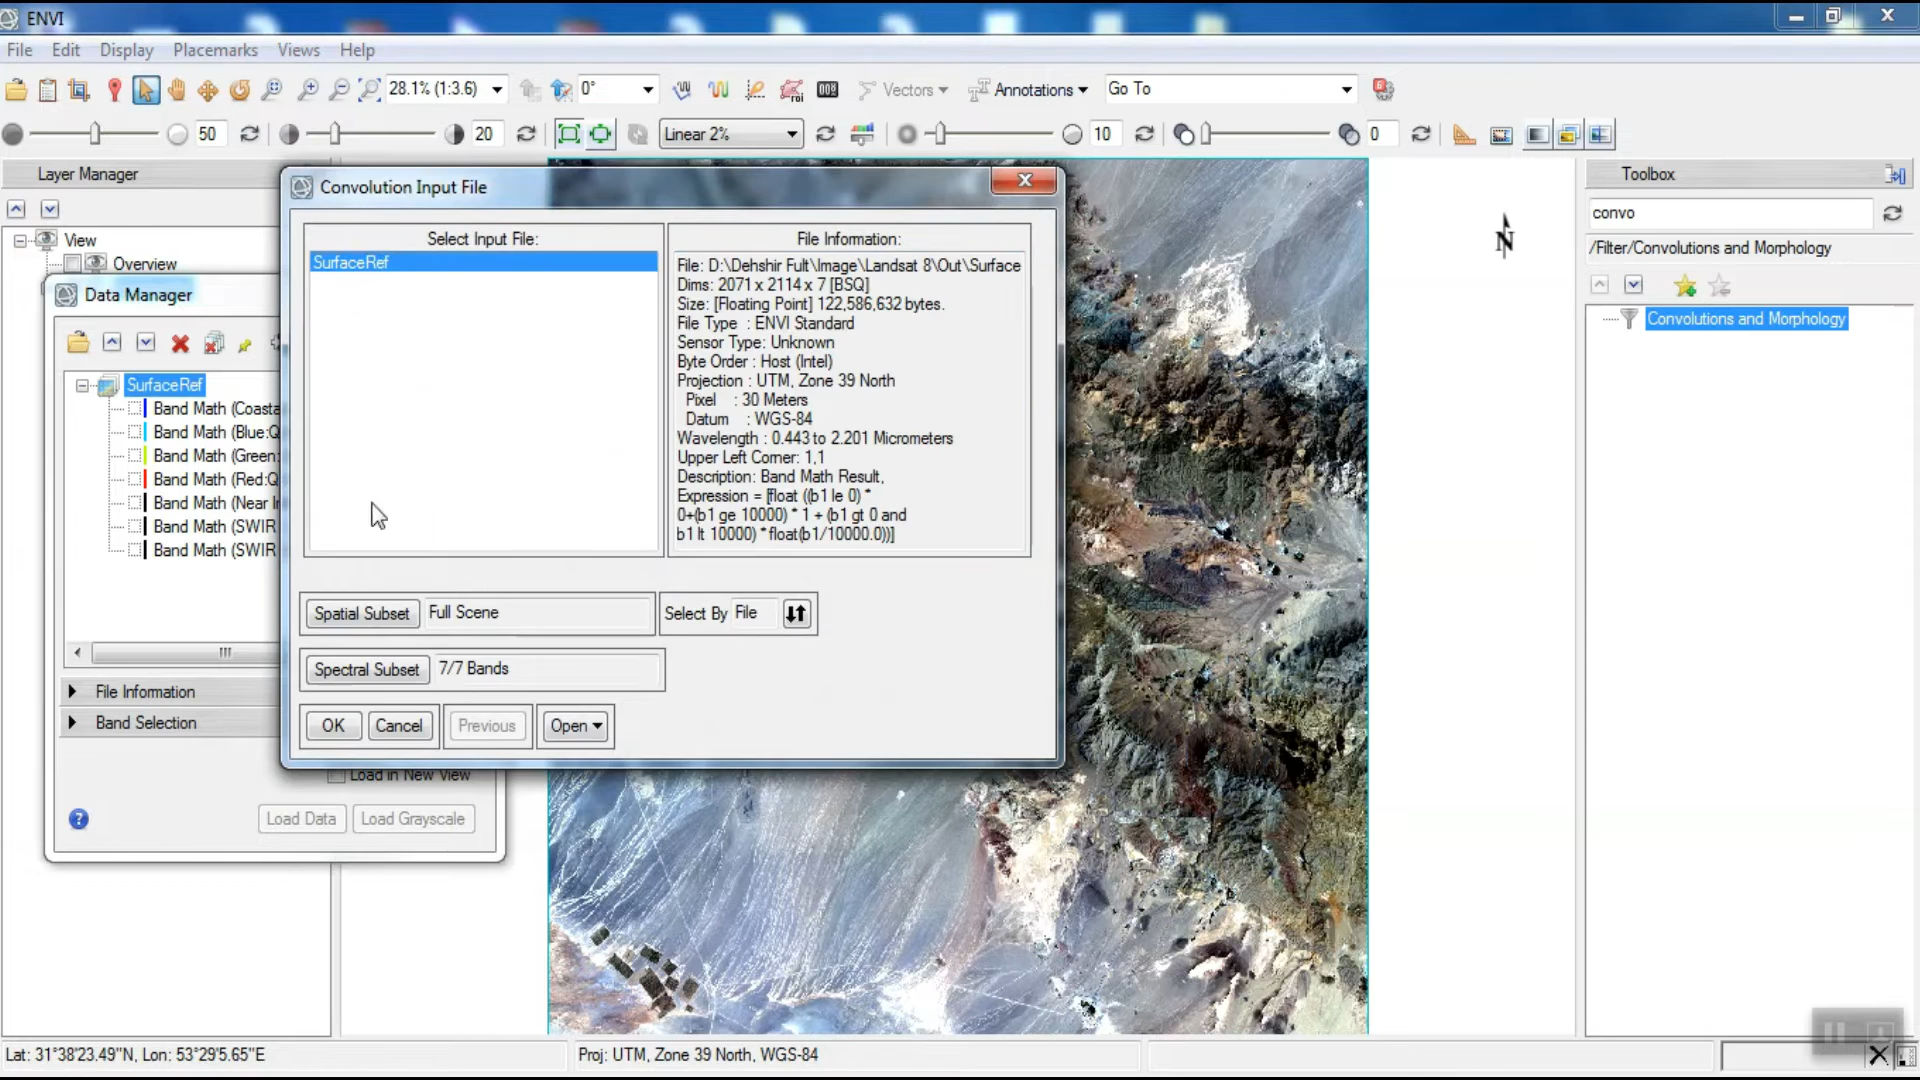 ENVI
File Edit Display Placemarks Views Help
28.1% (1:3.6) 0° Vectors Annotations Go To
50 20 Linear 2% 10 0
Layer Manager
View
Overview
Data Manager
SurfaceRef
Band Math (Coasta
Band Math (Blue:Q
Band Math (Green:
Band Math (Red:Q
Band Math (Near In
Band Math (SWIR
Band Math (SWIR
File Information
Band Selection
Load in New View
Load Data Load Grayscale
Convolution Input File
Select Input File:
SurfaceRef
File Information:
File: D:\Dehshir Fult\Image\Landsat 8\Out\Surface
Dims: 2071 x 2114 x 7 [BSQ]
Size: [Floating Point] 122,586,632 bytes.
File Type : ENVI Standard
Sensor Type: Unknown
Byte Order : Host (Intel)
Projection : UTM, Zone 39 North
Pixel : 30 Meters
Datum : WGS-84
Wavelength : 0.443 to 2.201 Micrometers
Upper Left Corner: 1,1
Description: Band Math Result,
Expression = [float ((b1 le 0) *
0+(b1 ge 10000) * 1 + (b1 gt 0 and
b1 lt 10000) * float(b1/10000.0))]
Spatial Subset Full Scene Select By File
Spectral Subset 7/7 Bands
OK Cancel Previous Open
N
Toolbox
convo
/Filter/Convolutions and Morphology
Convolutions and Morphology
Lat: 31°38'23.49"N, Lon: 53°29'5.65"E Proj: UTM, Zone 39 North, WGS-84